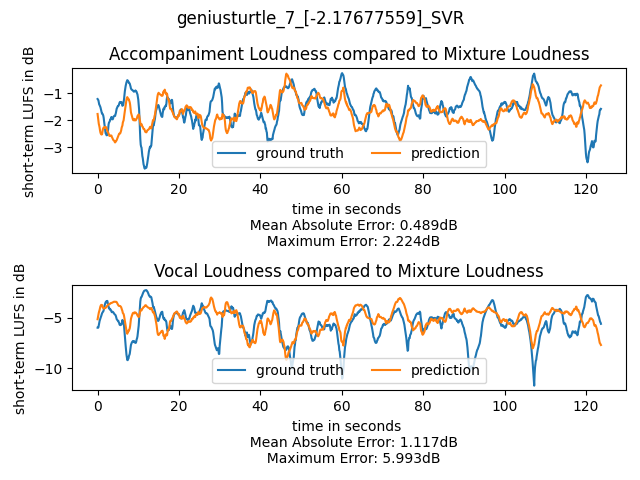 geniusturtle_7_[-2.17677559]_SVR
Accompaniment Loudness compared to Mixture Loudness
short-term LUFS in dB
−1
−2
−3
ground truth
prediction
0
20
40
60
80
100
120
time in seconds
Mean Absolute Error: 0.489dB
Maximum Error: 2.224dB
Vocal Loudness compared to Mixture Loudness
short-term LUFS in dB
−5
−10
ground truth
prediction
0
20
40
60
80
100
120
time in seconds
Mean Absolute Error: 1.117dB
Maximum Error: 5.993dB